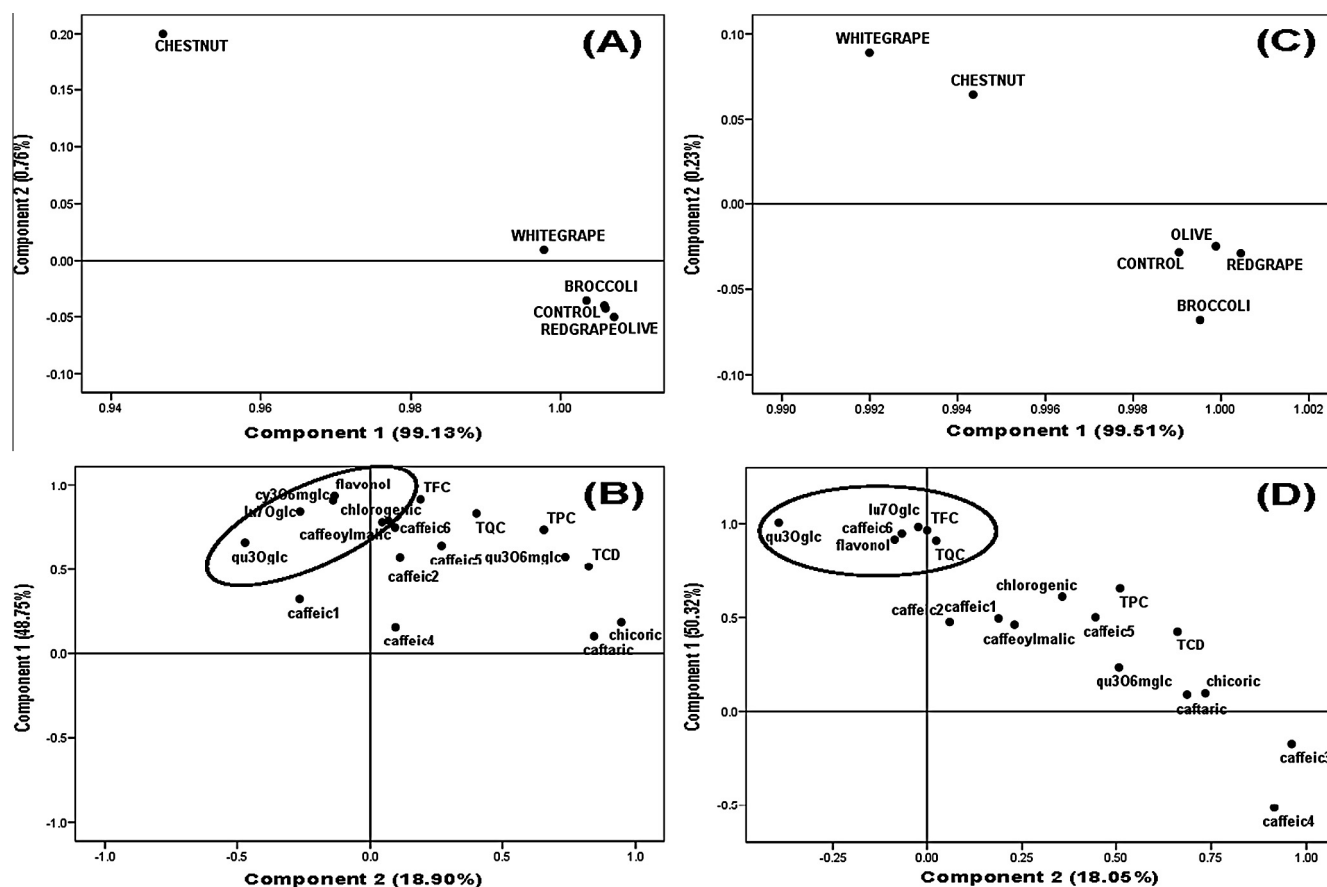 (A)
Component 2 (0.76%)
0.20
0.15
0.10
0.05
0.00
-0.05
-0.10
CHESTNUT
WHITEGRAPE
BROCCOLI
CONTROL
REDGRAPE OLIVE
0.94 0.96 0.98 1.00
Component 1 (99.13%)
(C)
Component 2 (0.23%)
0.10
0.05
0.00
-0.05
-0.10
WHITEGRAPE
CHESTNUT
OLIVE
CONTROL
REDGRAPE
BROCCOLI
0.990 0.992 0.994 0.996 0.998 1.000 1.002
Component 1 (99.51%)
(B)
Component 1 (48.75%)
1.0
0.5
0.0
-0.5
-1.0
flavonol
cy3O6mglc
TFC
lu7Oglc
chlorogenic
TQC
TPC
caffeoylmalic
caffeic6
qu3Oglc
caffeic5
qu3O6mglc
TCD
caffeic2
caffeic1
caffeic4
chicoric
caftaric
-1.0 -0.5 0.0 0.5 1.0
Component 2 (18.90%)
(D)
Component 1 (50.32%)
1.0
0.5
0.0
-0.5
lu7Oglc
TFC
caffeic6
qu3Oglc
flavonol
TQC
chlorogenic
TPC
caffeic2
caffeic1
caffeoylmalic
caffeic5
TCD
qu3O6mglc
chicoric
caftaric
caffeic3
caffeic4
-0.25 0.00 0.25 0.50 0.75 1.00
Component 2 (18.05%)